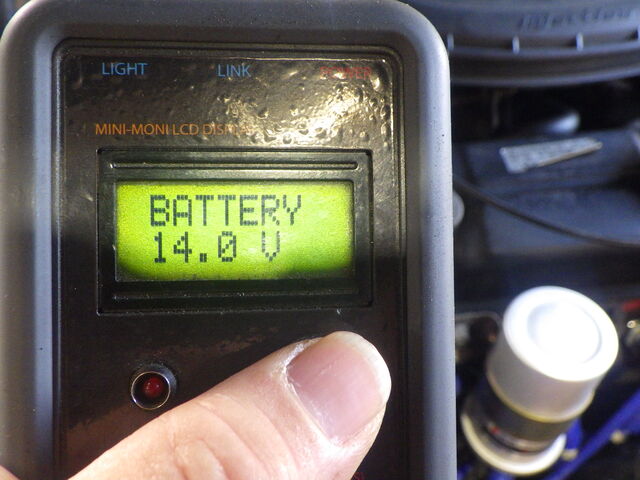 LIGHT LINK POWER
MINI-MONI LCD DISPLAY
BATTERY
14.0 V